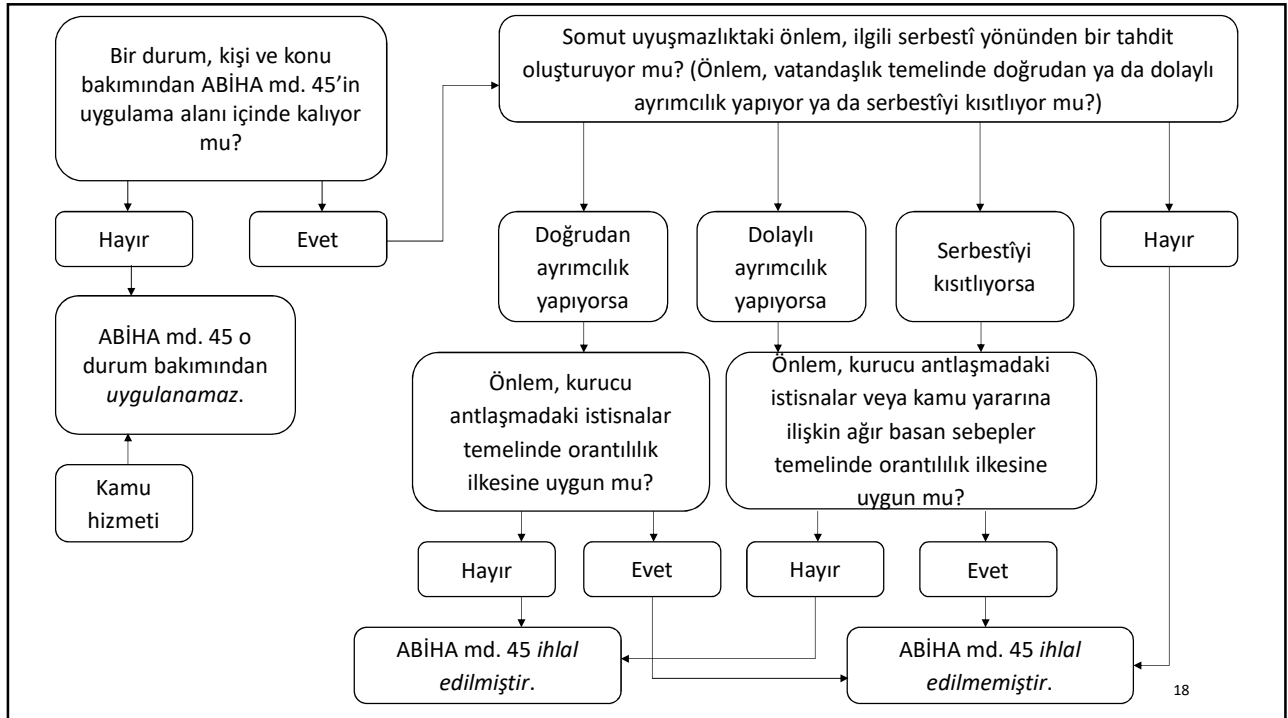 Bir durum, kişi ve konu
bakımından ABİHA md. 45’in
uygulama alanı içinde kalıyor
mu?
Somut uyuşmazlıktaki önlem, ilgili serbestî yönünden bir tahdit
oluşturuyor mu? (Önlem, vatandaşlık temelinde doğrudan ya da dolaylı
ayrımcılık yapıyor ya da serbestîyi kısıtlıyor mu?)
Hayır
Evet
Doğrudan
ayrımcılık
yapıyorsa
Dolaylı
ayrımcılık
yapıyorsa
Serbestîyi
kısıtlıyorsa
Hayır
ABİHA md. 45 o
durum bakımından
uygulanamaz.
Kamu
hizmeti
Önlem, kurucu
antlaşmadaki istisnalar
temelinde orantılılık
ilkesine uygun mu?
Önlem, kurucu antlaşmadaki
istisnalar veya kamu yararına
ilişkin ağır basan sebepler
temelinde orantılılık ilkesine
uygun mu?
Hayır
Evet
Hayır
Evet
ABİHA md. 45 ihlal
edilmiştir.
ABİHA md. 45 ihlal
edilmemiştir.
18